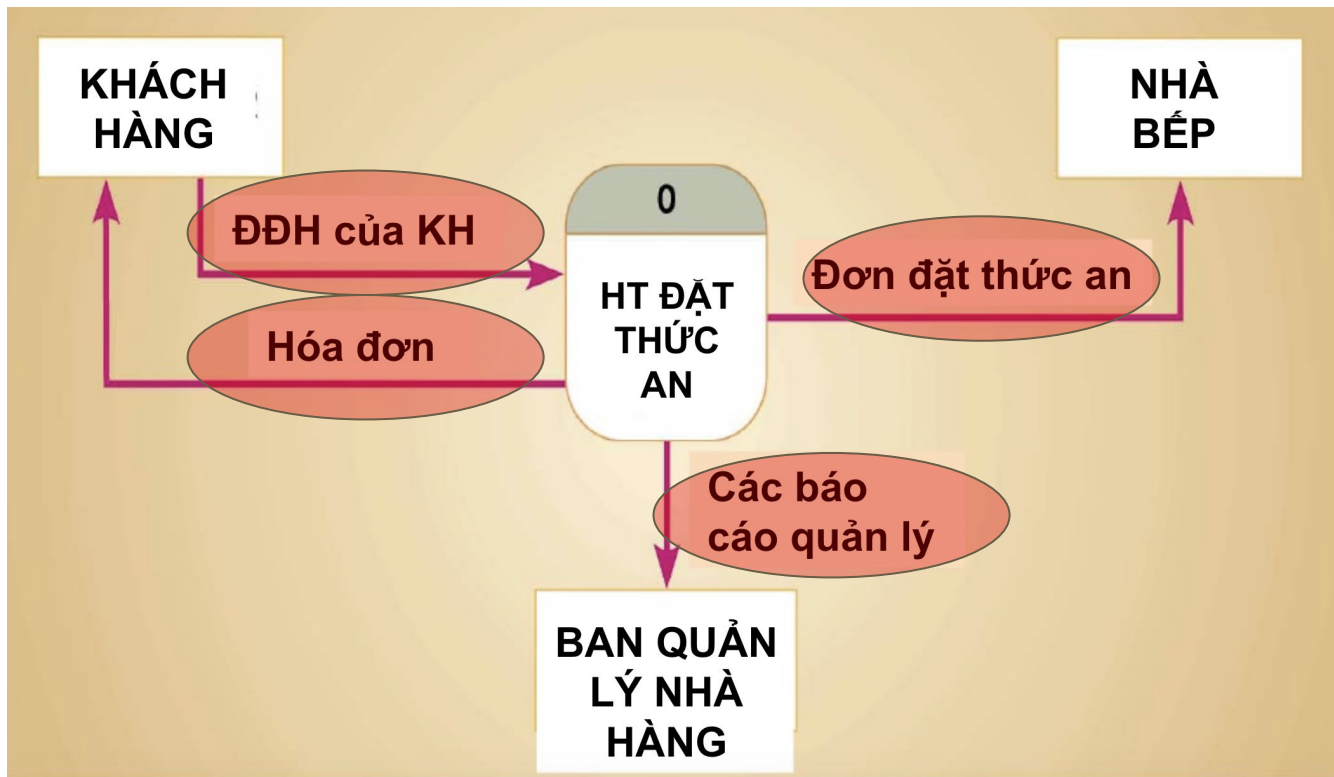 KHÁCH
HÀNG
NHÀ
BẾP
0
ĐĐH của KH
Đơn đặt thức an
HT ĐẶT
THỨC
AN
Hóa đơn
Các báo
cáo quản lý
BAN QUẢN
LÝ NHÀ
HÀNG